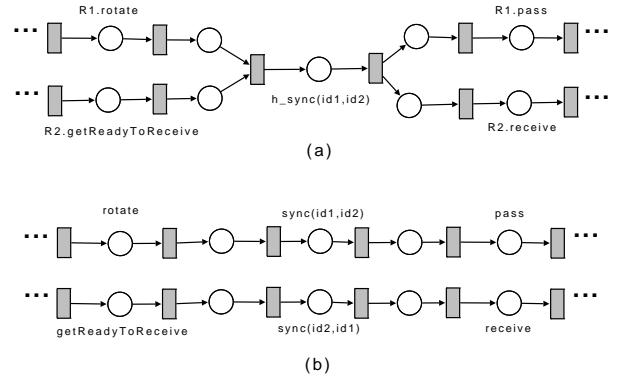 R1.rotate R1.pass
... ...
h_sync(id1,id2)
... ...
R2.getReadyToReceive R2.receive
(a)
rotate sync(id1,id2) pass
... ...
... ...
getReadyToReceive sync(id2,id1) receive
(b)